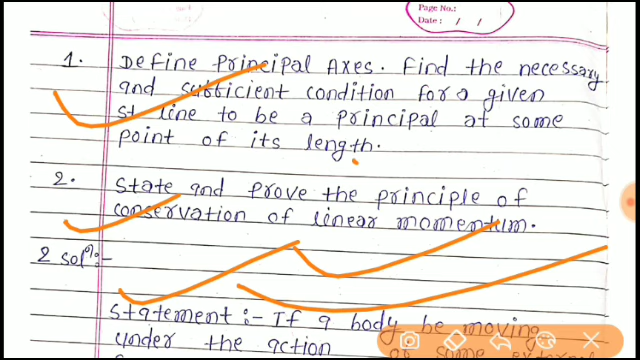 Page No.:
Date : / /
1. Define Principal Axes. Find the necessary
and sufficient condition for a given
st line to be a principal at some
point of its length.
2. State and prove the principle of
conservation of linear momentum.
2 Solⁿ:-
Statement :- If a body be moving
under the action of some